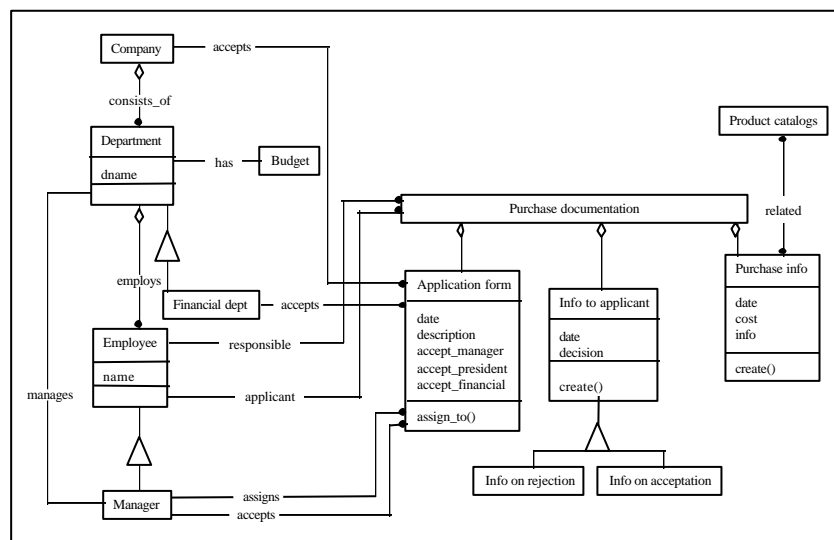 Company
accepts
consists_of
Department
dname
has
Budget
Product catalogs
related
Purchase documentation
employs
Financial dept
accepts
Application form
date
description
accept_manager
accept_president
accept_financial
assign_to()
Info to applicant
date
decision
create()
Purchase info
date
cost
info
create()
Employee
name
responsible
applicant
manages
Info on rejection
Info on acceptation
Manager
assigns
accepts